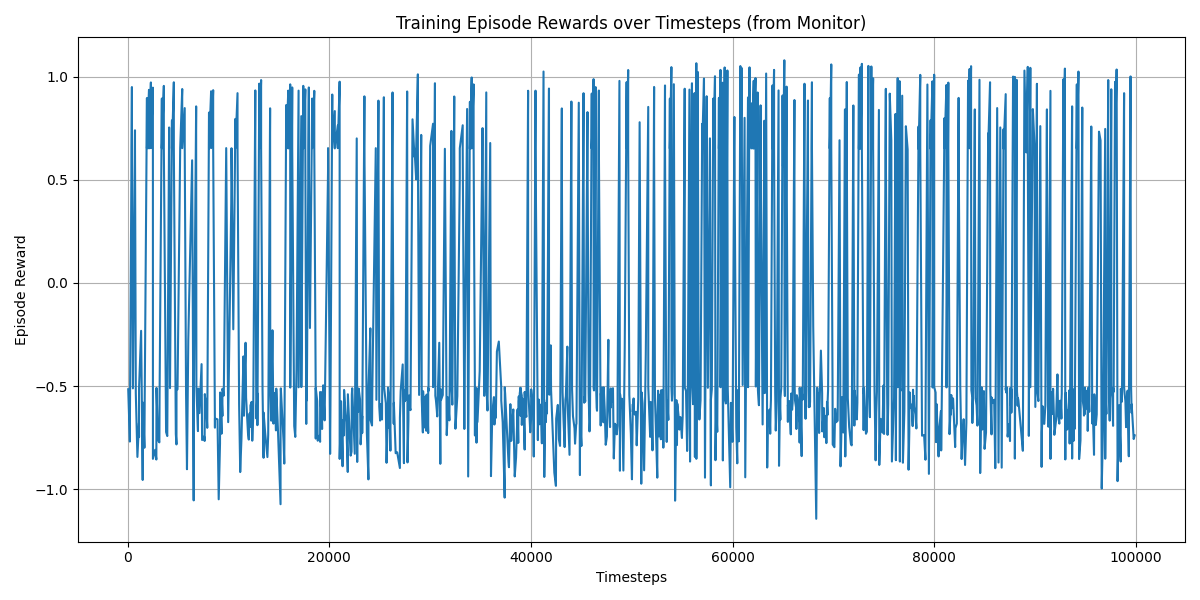 Training Episode Rewards over Timesteps (from Monitor)
1.0
0.5
0.0
−0.5
−1.0
Episode Reward
0 20000 40000 60000 80000 100000
Timesteps